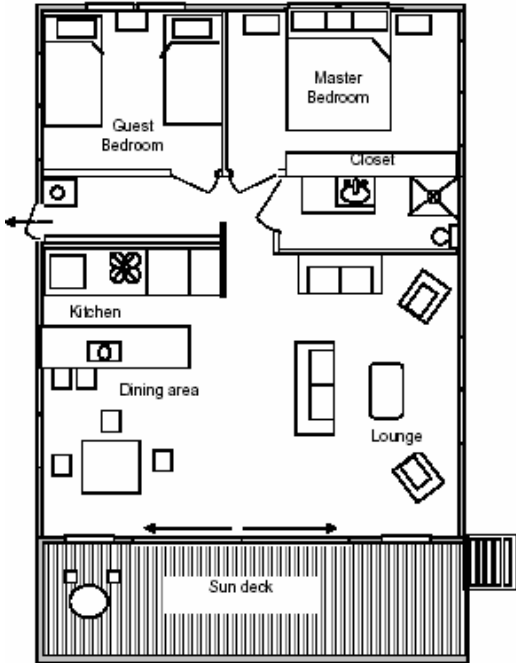 Master
Bedroom
Guest
Bedroom
Closet
Kitchen
Dining area
Lounge
Sun deck